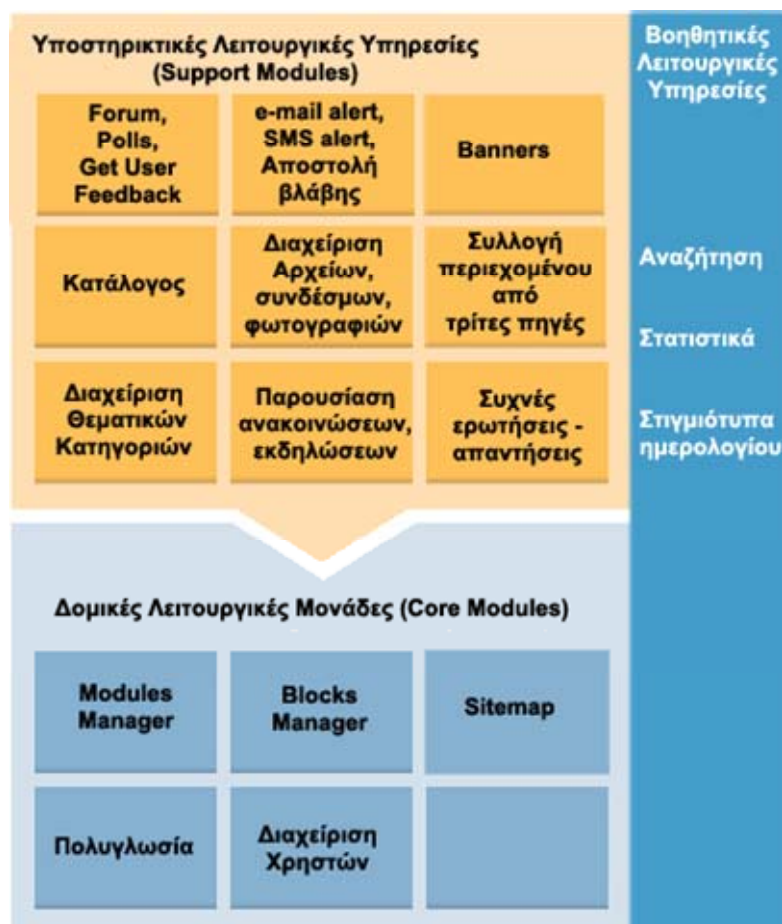 Υποστηρικτικές Λειτουργικές Υπηρεσίες
(Support Modules)
Forum,
Polls,
Get User
Feedback
e-mail alert,
SMS alert,
Αποστολή
βλάβης
Banners
Κατάλογος
Διαχείριση
Αρχείων,
συνδέσμων,
φωτογραφιών
Συλλογή
περιεχομένου
από
τρίτες πηγές
Διαχείριση
Θεματικών
Κατηγοριών
Παρουσίαση
ανακοινώσεων,
εκδηλώσεων
Συχνές
ερωτήσεις -
απαντήσεις
Δομικές Λειτουργικές Μονάδες (Core Modules)
Modules
Manager
Blocks
Manager
Sitemap
Πολυγλωσία
Διαχείριση
Χρηστών
Βοηθητικές
Λειτουργικές
Υπηρεσίες
Αναζήτηση
Στατιστικά
Στιγμιότυπα
ημερολογίου